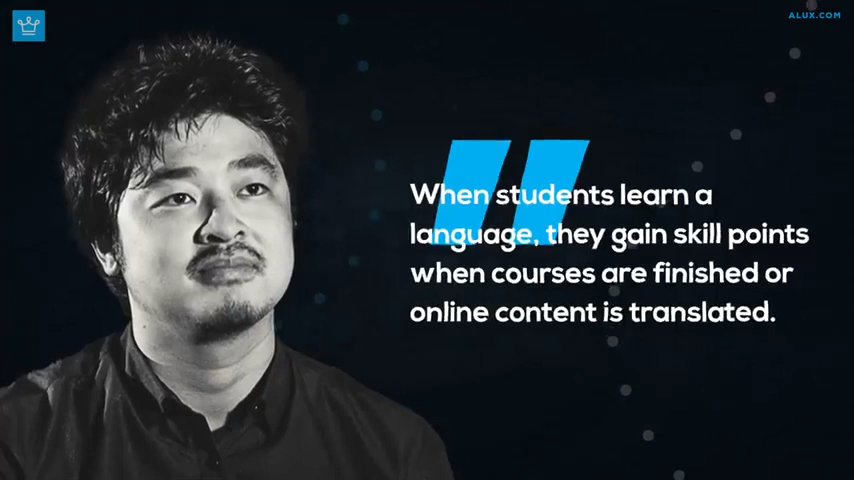 ALUX.COM
When students learn a
language, they gain skill points
when courses are finished or
online content is translated.